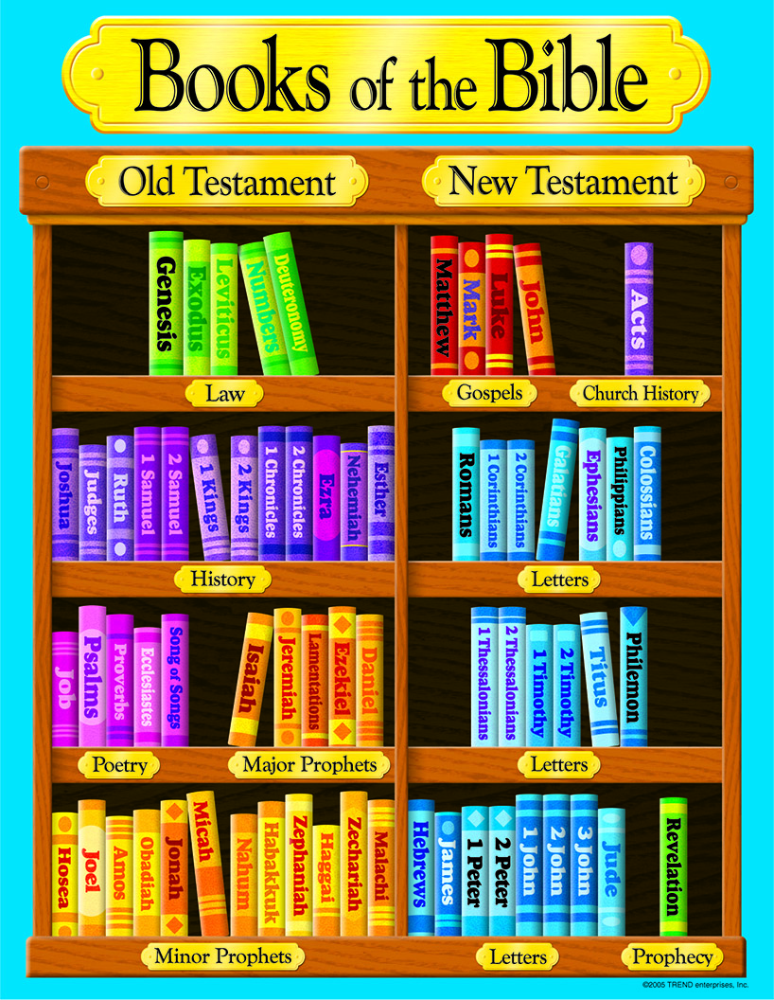 Books of the Bible
Old Testament
New Testament
Genesis
Exodus
Leviticus
Numbers
Deuteronomy
Law
Matthew
Mark
Luke
John
Gospels
Acts
Church History
Joshua
Judges
Ruth
1 Samuel
2 Samuel
1 Kings
2 Kings
1 Chronicles
2 Chronicles
Ezra
Nehemiah
Esther
History
Romans
1 Corinthians
2 Corinthians
Galatians
Ephesians
Philippians
Colossians
Letters
Job
Psalms
Proverbs
Ecclesiastes
Song of Songs
Poetry
Isaiah
Jeremiah
Lamentations
Ezekiel
Daniel
Major Prophets
1 Thessalonians
2 Thessalonians
1 Timothy
2 Timothy
Titus
Philemon
Letters
Hosea
Joel
Amos
Obadiah
Jonah
Micah
Nahum
Habakkuk
Zephaniah
Haggai
Zechariah
Malachi
Minor Prophets
Hebrews
James
1 Peter
2 Peter
1 John
2 John
3 John
Jude
Letters
Revelation
Prophecy
©2005 TREND enterprises, Inc.